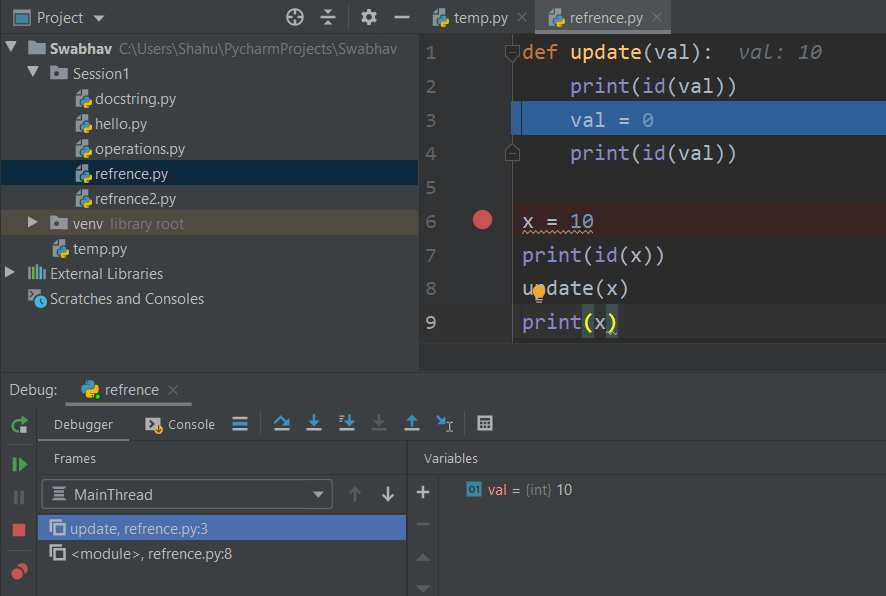 Project
Swabhav C:\Users\Shahu\PycharmProjects\Swabhav
Session1
docstring.py
hello.py
operations.py
refrence.py
refrence2.py
venv library root
temp.py
External Libraries
Scratches and Consoles
temp.py refrence.py
1 def update(val): val: 10
2 print(id(val))
3 val = 0
4 print(id(val))
5
6 x = 10
7 print(id(x))
8 update(x)
9 print(x)
Debug: refrence
Debugger Console
Frames
MainThread
update, refrence.py:3
<module>, refrence.py:8
Variables
01 val = {int} 10